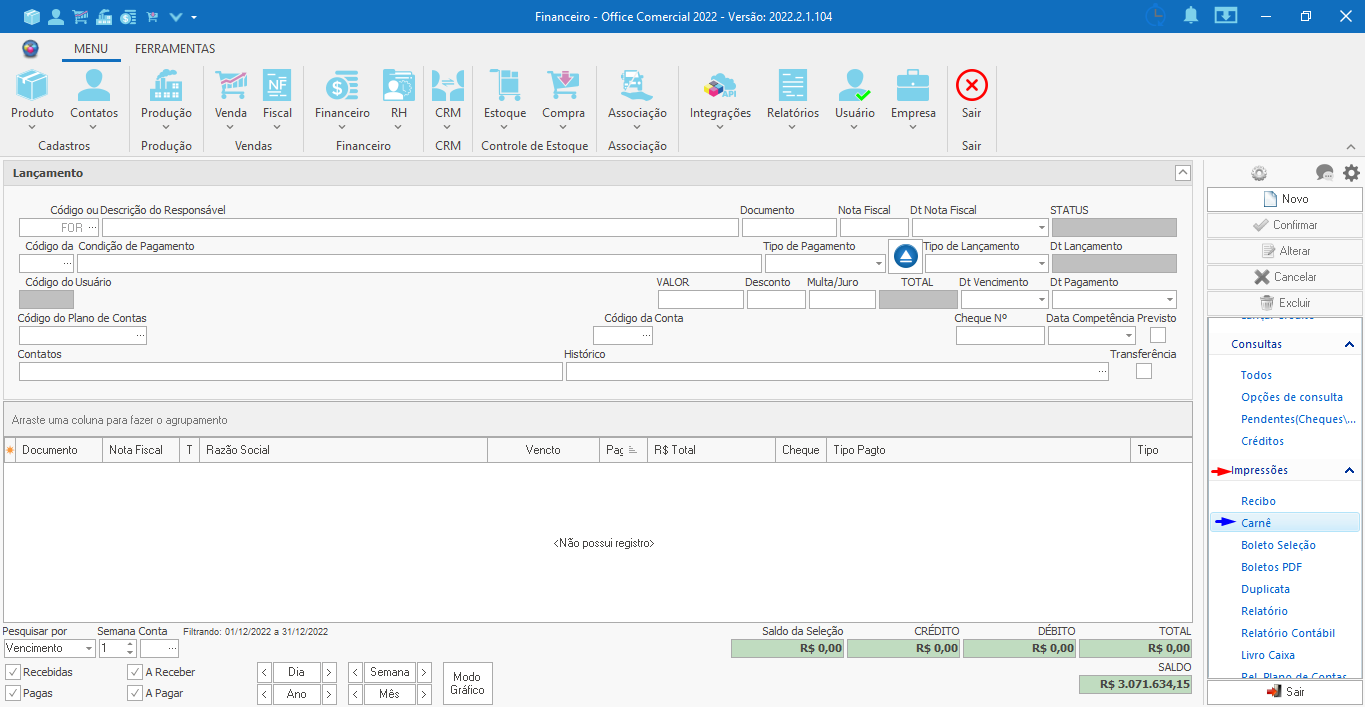 Financeiro - Office Comercial 2022 - Versão: 2022.2.1.104
MENU FERRAMENTAS
NF
API
Produto Contatos Produção Venda Fiscal Financeiro RH CRM Estoque Compra Associação Integrações Relatórios Usuário Empresa Sair
Cadastros Produção Vendas Financeiro CRM Controle de Estoque Associação Sair
Lançamento
Código ou Descrição do Responsável Documento Nota Fiscal Dt Nota Fiscal STATUS
FOR ...
Código da Condição de Pagamento Tipo de Pagamento Tipo de Lançamento Dt Lançamento
Código do Usuário VALOR Desconto Multa/Juro TOTAL Dt Vencimento Dt Pagamento
Código do Plano de Contas Código da Conta Cheque Nº Data Competência Previsto
Contatos Histórico Transferência
Arraste uma coluna para fazer o agrupamento
Documento Nota Fiscal T Razão Social Vencto Pag R$ Total Cheque Tipo Pagto Tipo
<Não possui registro>
Pesquisar por Semana Conta Filtrando: 01/12/2022 a 31/12/2022
Vencimento 1 ...
Recebidas A Receber
Pagas A Pagar
< Dia > < Semana >
< Ano > < Mês >
Modo
Gráfico
Saldo da Seleção CRÉDITO DÉBITO TOTAL
R$ 0,00 R$ 0,00 R$ 0,00 R$ 0,00
SALDO
R$ 3.071.634,15
Novo
Confirmar
Alterar
Cancelar
Excluir
Lançar Crédito
Consultas
Todos
Opções de consulta
Pendentes(Cheques\...
Créditos
Impressões
Recibo
Carnê
Boleto Seleção
Boletos PDF
Duplicata
Relatório
Relatório Contábil
Livro Caixa
Rel. Plano de Contas
Sair